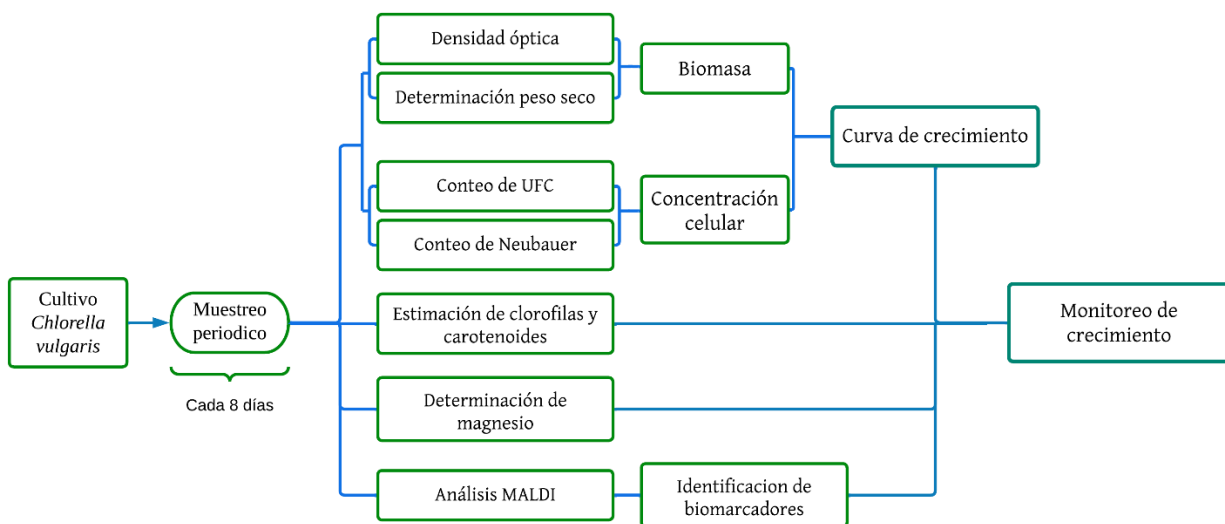 Cultivo
Chlorella
vulgaris
Muestreo
periodico
Cada 8 días
Densidad óptica
Determinación peso seco
Biomasa
Conteo de UFC
Conteo de Neubauer
Concentración
celular
Curva de crecimiento
Estimación de clorofilas y
carotenoides
Determinación de
magnesio
Análisis MALDI
Identificacion de
biomarcadores
Monitoreo de
crecimiento